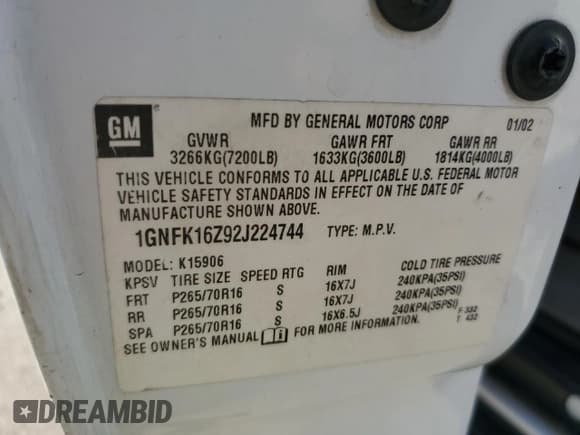 GM
MFD BY GENERAL MOTORS CORP 01/02
GVWR GAWR FRT GAWR RR
3266KG(7200LB) 1633KG(3600LB) 1814KG(4000LB)
THIS VEHICLE CONFORMS TO ALL APPLICABLE U.S. FEDERAL MOTOR
VEHICLE SAFETY STANDARDS IN EFFECT ON THE DATE OF
MANUFACTURE SHOWN ABOVE.
1GNFK16Z92J224744 TYPE: M.P.V.
MODEL: K15906
KPSV TIRE SIZE SPEED RTG RIM COLD TIRE PRESSURE
FRT P265/70R16 S 16X7J 240KPA(35PSI)
RR P265/70R16 S 16X7J 240KPA(35PSI)
SPA P265/70R16 S 16X6.5J 240KPA(35PSI)
SEE OWNER'S MANUAL FOR MORE INFORMATION.
F 332
T 432
DREAMBID